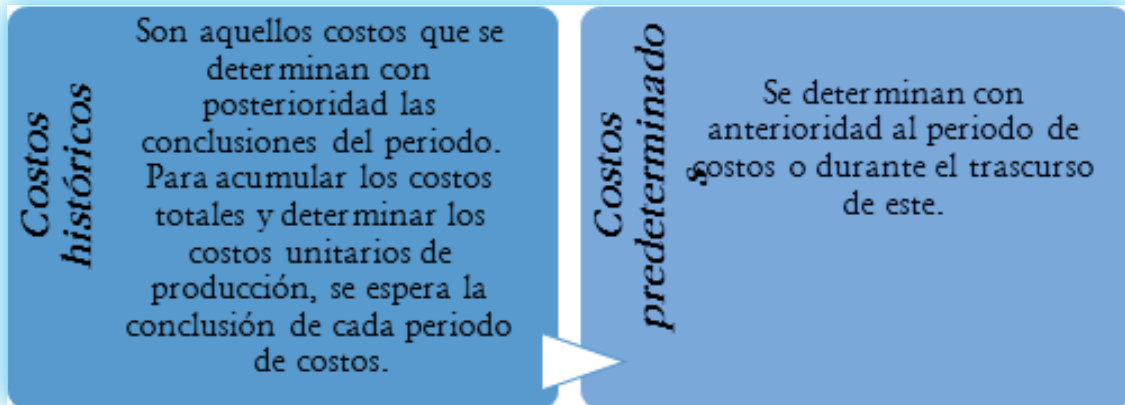 Costos
históricos
Son aquellos costos que se
determinan con
posterioridad las
conclusiones del periodo.
Para acumular los costos
totales y determinar los
costos unitarios de
producción, se espera la
conclusión de cada periodo
de costos.
Costos
predeterminado
s
Se determinan con
anterioridad al periodo de
costos o durante el trascurso
de este.